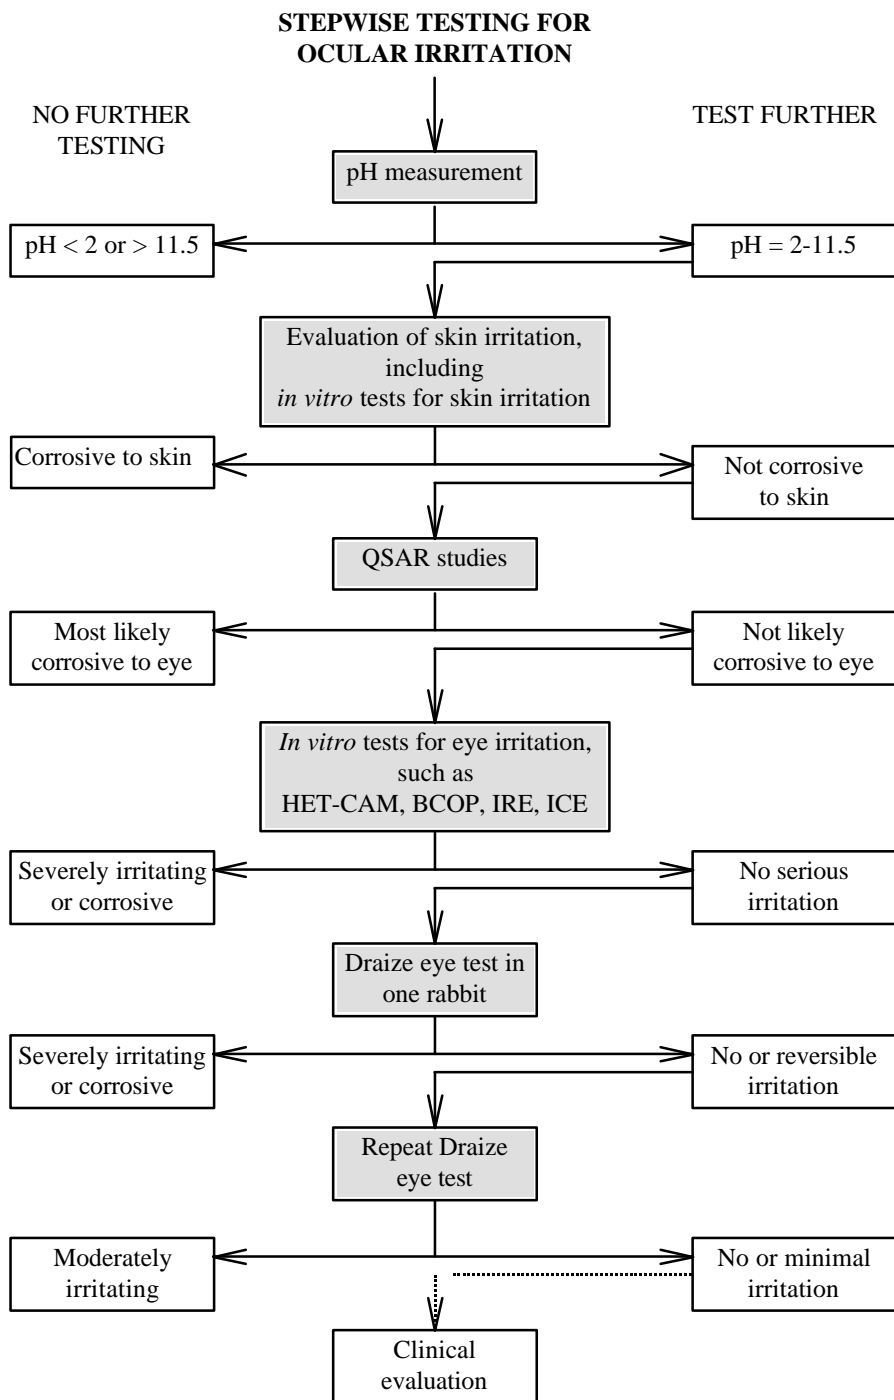 STEPWISE TESTING FOR
OCULAR IRRITATION
NO FURTHER
TESTING
TEST FURTHER
pH measurement
pH < 2 or > 11.5
pH = 2-11.5
Evaluation of skin irritation,
including
in vitro tests for skin irritation
Corrosive to skin
Not corrosive
to skin
QSAR studies
Most likely
corrosive to eye
Not likely
corrosive to eye
In vitro tests for eye irritation,
such as
HET-CAM, BCOP, IRE, ICE
Severely irritating
or corrosive
No serious
irritation
Draize eye test in
one rabbit
Severely irritating
or corrosive
No or reversible
irritation
Repeat Draize
eye test
Moderately
irritating
No or minimal
irritation
Clinical
evaluation